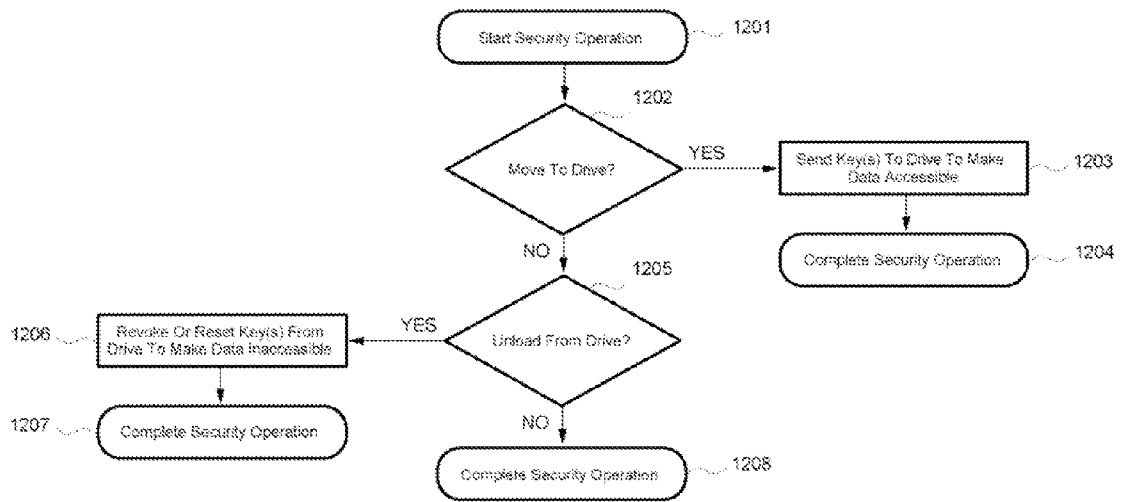 Start Security Operation
1201
1202
Move To Drive?
YES
Send Key(s) To Drive To Make
Data Accessible
1203
NO
Complete Security Operation
1204
1205
Unload From Drive?
YES
1206
Revoke Or Reset Key(s) From
Drive To Make Data Inaccessible
1207
Complete Security Operation
NO
Complete Security Operation
1208